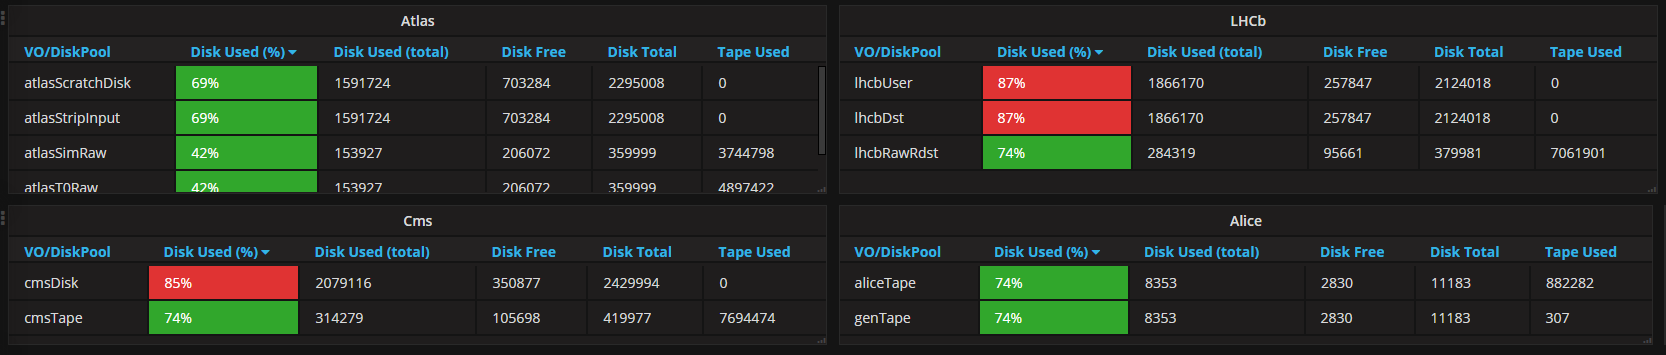 Atlas
VO/DiskPool Disk Used (%) Disk Used (total) Disk Free Disk Total Tape Used
atlasScratchDisk 69% 1591724 703284 2295008 0
atlasStripInput 69% 1591724 703284 2295008 0
atlasSimRaw 42% 153927 206072 359999 3744798
atlasT0Raw 42% 153927 206072 359999 4897422
LHCb
VO/DiskPool Disk Used (%) Disk Used (total) Disk Free Disk Total Tape Used
lhcbUser 87% 1866170 257847 2124018 0
lhcbDst 87% 1866170 257847 2124018 0
lhcbRawRdst 74% 284319 95661 379981 7061901
Cms
VO/DiskPool Disk Used (%) Disk Used (total) Disk Free Disk Total Tape Used
cmsDisk 85% 2079116 350877 2429994 0
cmsTape 74% 314279 105698 419977 7694474
Alice
VO/DiskPool Disk Used (%) Disk Used (total) Disk Free Disk Total Tape Used
aliceTape 74% 8353 2830 11183 882282
genTape 74% 8353 2830 11183 307